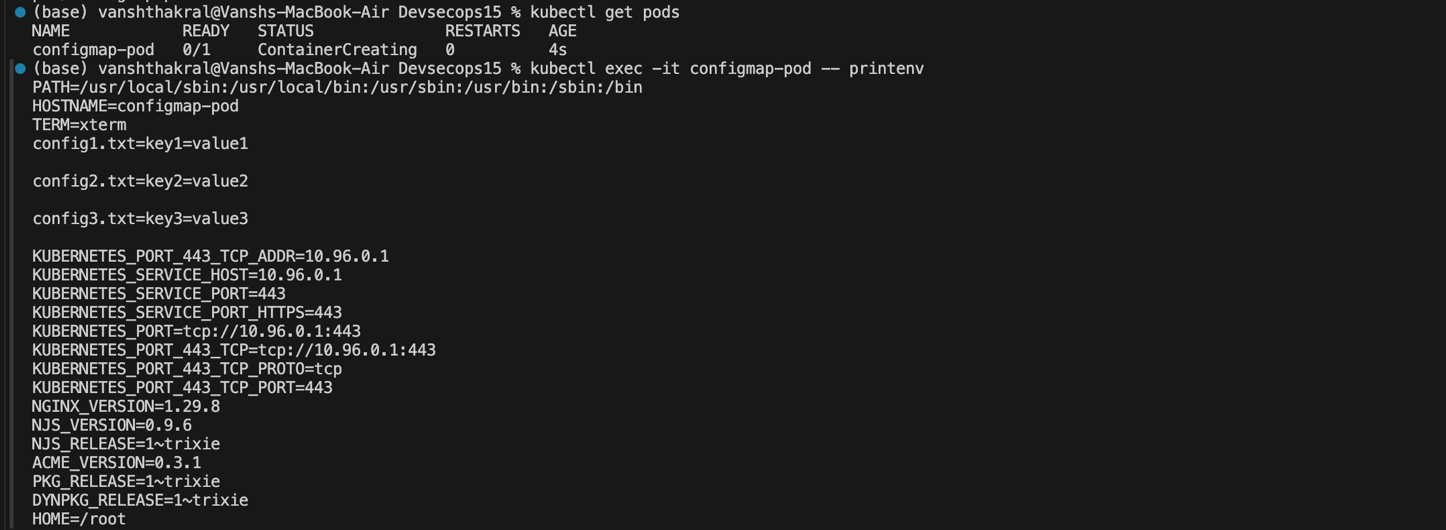 (base) vanshthakral@Vanshs-MacBook-Air Devsecops15 % kubectl get pods
NAME READY STATUS RESTARTS AGE
configmap-pod 0/1 ContainerCreating 0 4s
(base) vanshthakral@Vanshs-MacBook-Air Devsecops15 % kubectl exec -it configmap-pod -- printenv
PATH=/usr/local/sbin:/usr/local/bin:/usr/sbin:/usr/bin:/sbin:/bin
HOSTNAME=configmap-pod
TERM=xterm
config1.txt=key1=value1
config2.txt=key2=value2
config3.txt=key3=value3
KUBERNETES_PORT_443_TCP_ADDR=10.96.0.1
KUBERNETES_SERVICE_HOST=10.96.0.1
KUBERNETES_SERVICE_PORT=443
KUBERNETES_SERVICE_PORT_HTTPS=443
KUBERNETES_PORT=tcp://10.96.0.1:443
KUBERNETES_PORT_443_TCP=tcp://10.96.0.1:443
KUBERNETES_PORT_443_TCP_PROTO=tcp
KUBERNETES_PORT_443_TCP_PORT=443
NGINX_VERSION=1.29.8
NJS_VERSION=0.9.6
NJS_RELEASE=1~trixie
ACME_VERSION=0.3.1
PKG_RELEASE=1~trixie
DYNPKG_RELEASE=1~trixie
HOME=/root